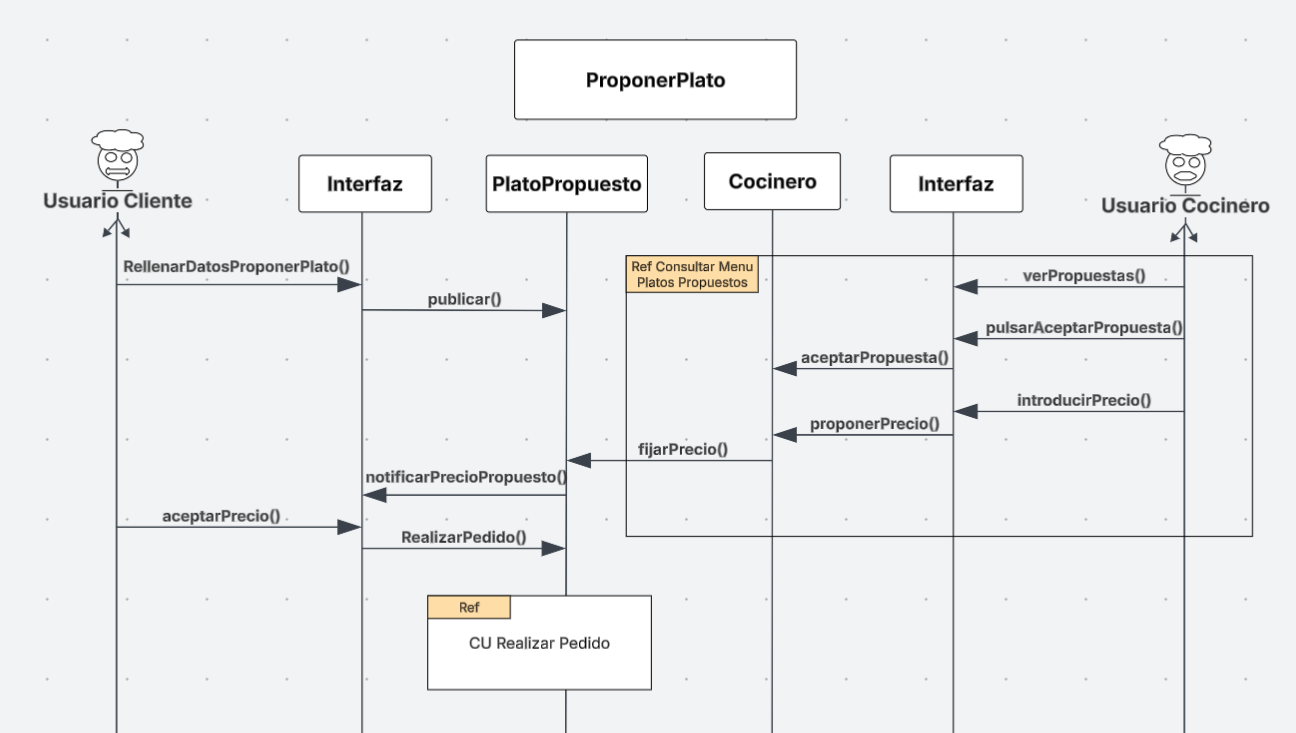 ProponerPlato
Usuario Cliente
Interfaz
PlatoPropuesto
Cocinero
Interfaz
Usuario Cocinero
RellenarDatosProponerPlato()
publicar()
Ref Consultar Menu
Platos Propuestos
verPropuestas()
pulsarAceptarPropuesta()
aceptarPropuesta()
introducirPrecio()
proponerPrecio()
fijarPrecio()
notificarPrecioPropuesto()
aceptarPrecio()
RealizarPedido()
Ref
CU Realizar Pedido